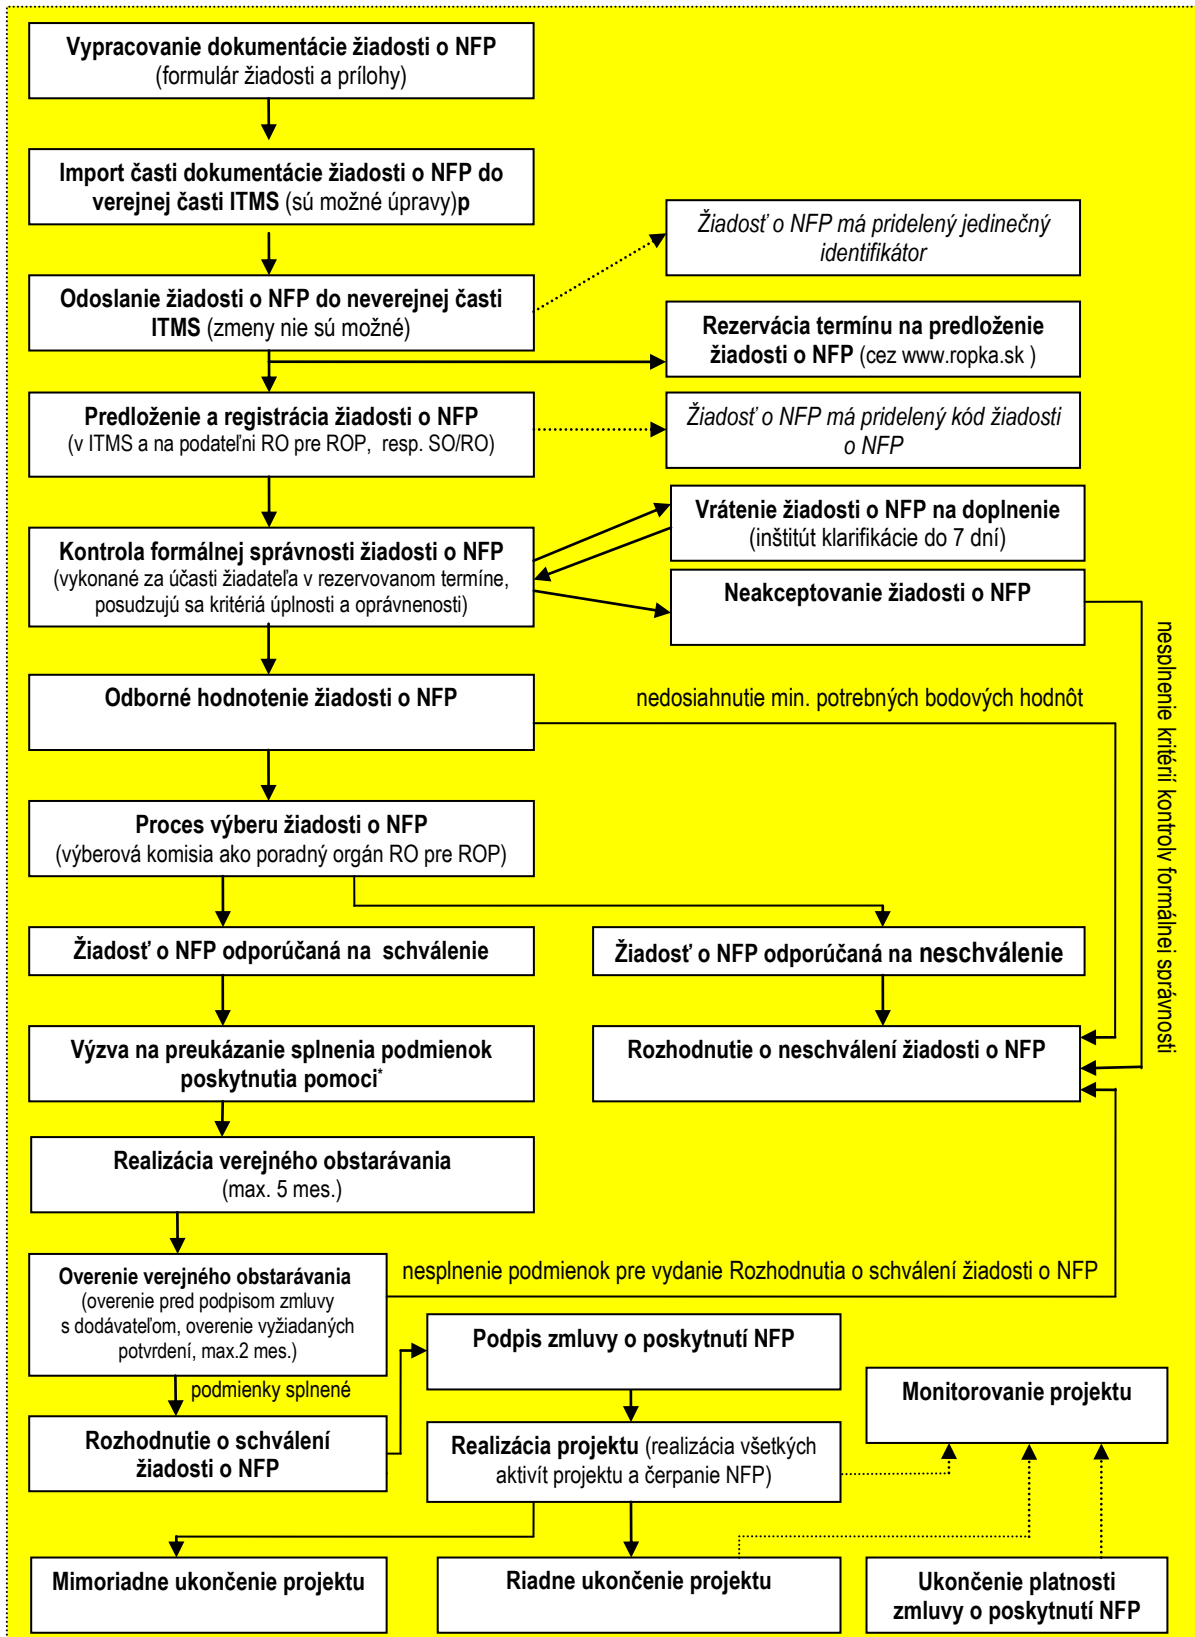 Vypracovanie dokumentácie žiadosti o NFP
(formulár žiadosti a prílohy)
Import časti dokumentácie žiadosti o NFP do
verejnej časti ITMS (sú možné úpravy)p
Žiadosť o NFP má pridelený jedinečný
identifikátor
Odoslanie žiadosti o NFP do neverejnej časti
ITMS (zmeny nie sú možné)
Rezervácia termínu na predloženie
žiadosti o NFP (cez www.ropka.sk )
Predloženie a registrácia žiadosti o NFP
(v ITMS a na podateľni RO pre ROP, resp. SO/RO)
Žiadosť o NFP má pridelený kód žiadosti
o NFP
Vrátenie žiadosti o NFP na doplnenie
(inštitút klarifikácie do 7 dní)
Kontrola formálnej správnosti žiadosti o NFP
(vykonané za účasti žiadateľa v rezervovanom termíne,
posudzujú sa kritériá úplnosti a oprávnenosti)
Neakceptovanie žiadosti o NFP
nesplnenie kritérií kontroly formálnej správnosti
Odborné hodnotenie žiadosti o NFP
nedosiahnutie min. potrebných bodových hodnôt
Proces výberu žiadosti o NFP
(výberová komisia ako poradný orgán RO pre ROP)
Žiadosť o NFP odporúčaná na schválenie
Žiadosť o NFP odporúčaná na neschválenie
Výzva na preukázanie splnenia podmienok
poskytnutia pomoci*
Rozhodnutie o neschválení žiadosti o NFP
Realizácia verejného obstarávania
(max. 5 mes.)
Overenie verejného obstarávania
(overenie pred podpisom zmluvy
s dodávateľom, overenie vyžiadaných
potvrdení, max.2 mes.)
nesplnenie podmienok pre vydanie Rozhodnutia o schválení žiadosti o NFP
podmienky splnené
Podpis zmluvy o poskytnutí NFP
Monitorovanie projektu
Rozhodnutie o schválení
žiadosti o NFP
Realizácia projektu (realizácia všetkých
aktivít projektu a čerpanie NFP)
Mimoriadne ukončenie projektu
Riadne ukončenie projektu
Ukončenie platnosti
zmluvy o poskytnutí NFP